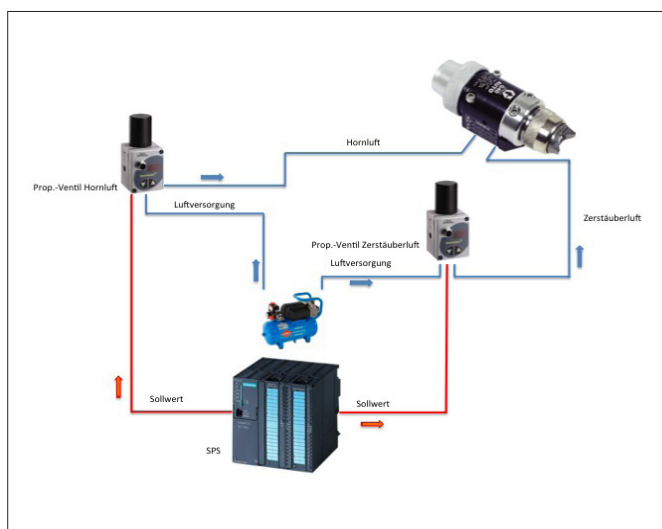 Hornluft
Prop.-Ventil Hornluft
Luftversorgung
Zerstäuberluft
Prop.-Ventil Zerstäuberluft
Luftversorgung
Sollwert
Sollwert
SPS